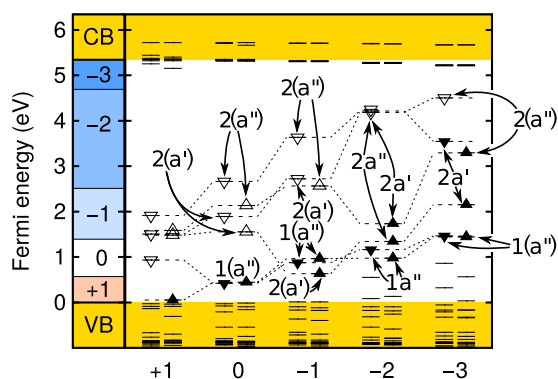 6
5
4
3
2
1
0
Fermi energy (eV)
CB
−3
−2
−1
0
+1
VB
2(a")
2(a")
2(a')
2(a")
2a"
2a'
2a'
2(a')
1(a")
1(a")
1(a")
2(a')
1a"
+1
0
−1
−2
−3